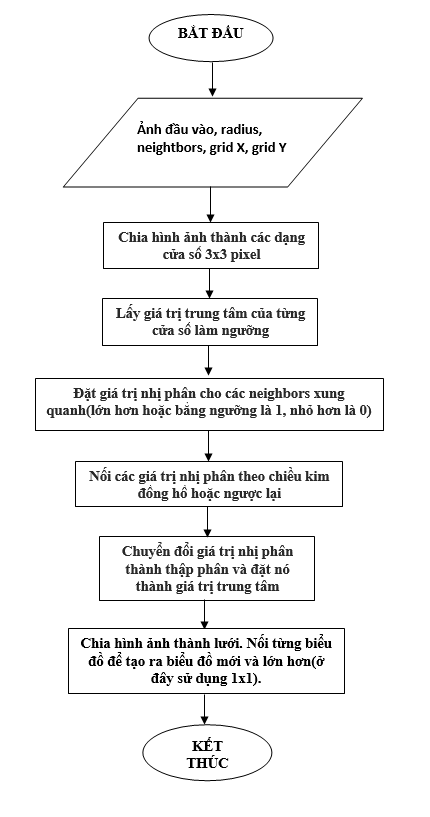 BẮT ĐẦU
Ảnh đầu vào, radius,
neightbors, grid X, grid Y
Chia hình ảnh thành các dạng
cửa sổ 3x3 pixel
Lấy giá trị trung tâm của từng
cửa sổ làm ngưỡng
Đặt giá trị nhị phân cho các neighbors xung
quanh(lớn hơn hoặc bằng ngưỡng là 1, nhỏ hơn là 0)
Nối các giá trị nhị phân theo chiều kim
đồng hồ hoặc ngược lại
Chuyển đổi giá trị nhị phân
thành thập phân và đặt nó
thành giá trị trung tâm
Chia hình ảnh thành lưới. Nối từng biểu
đồ để tạo ra biểu đồ mới và lớn hơn(ở
đây sử dụng 1x1).
KẾT
THÚC